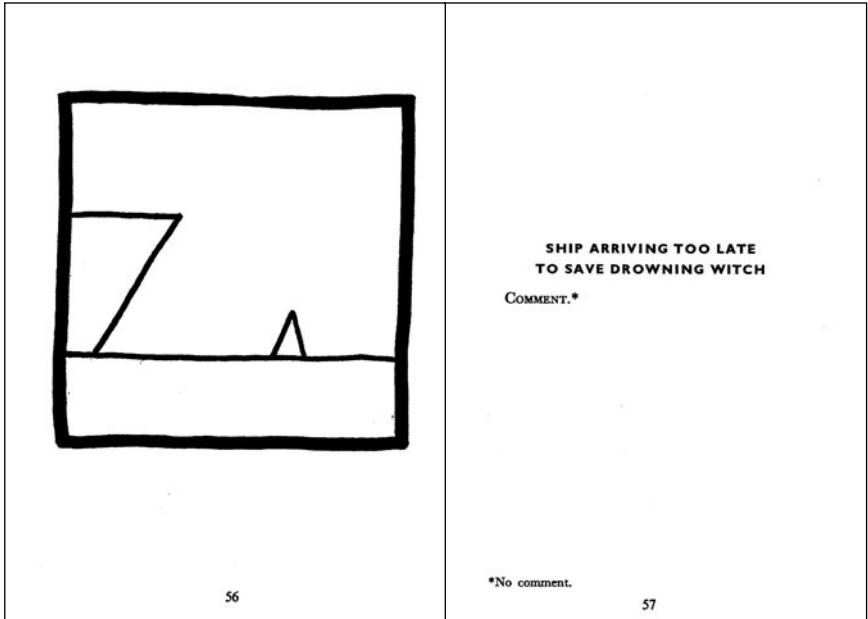 56
SHIP ARRIVING TOO LATE
TO SAVE DROWNING WITCH
COMMENT.*
*No comment.
57